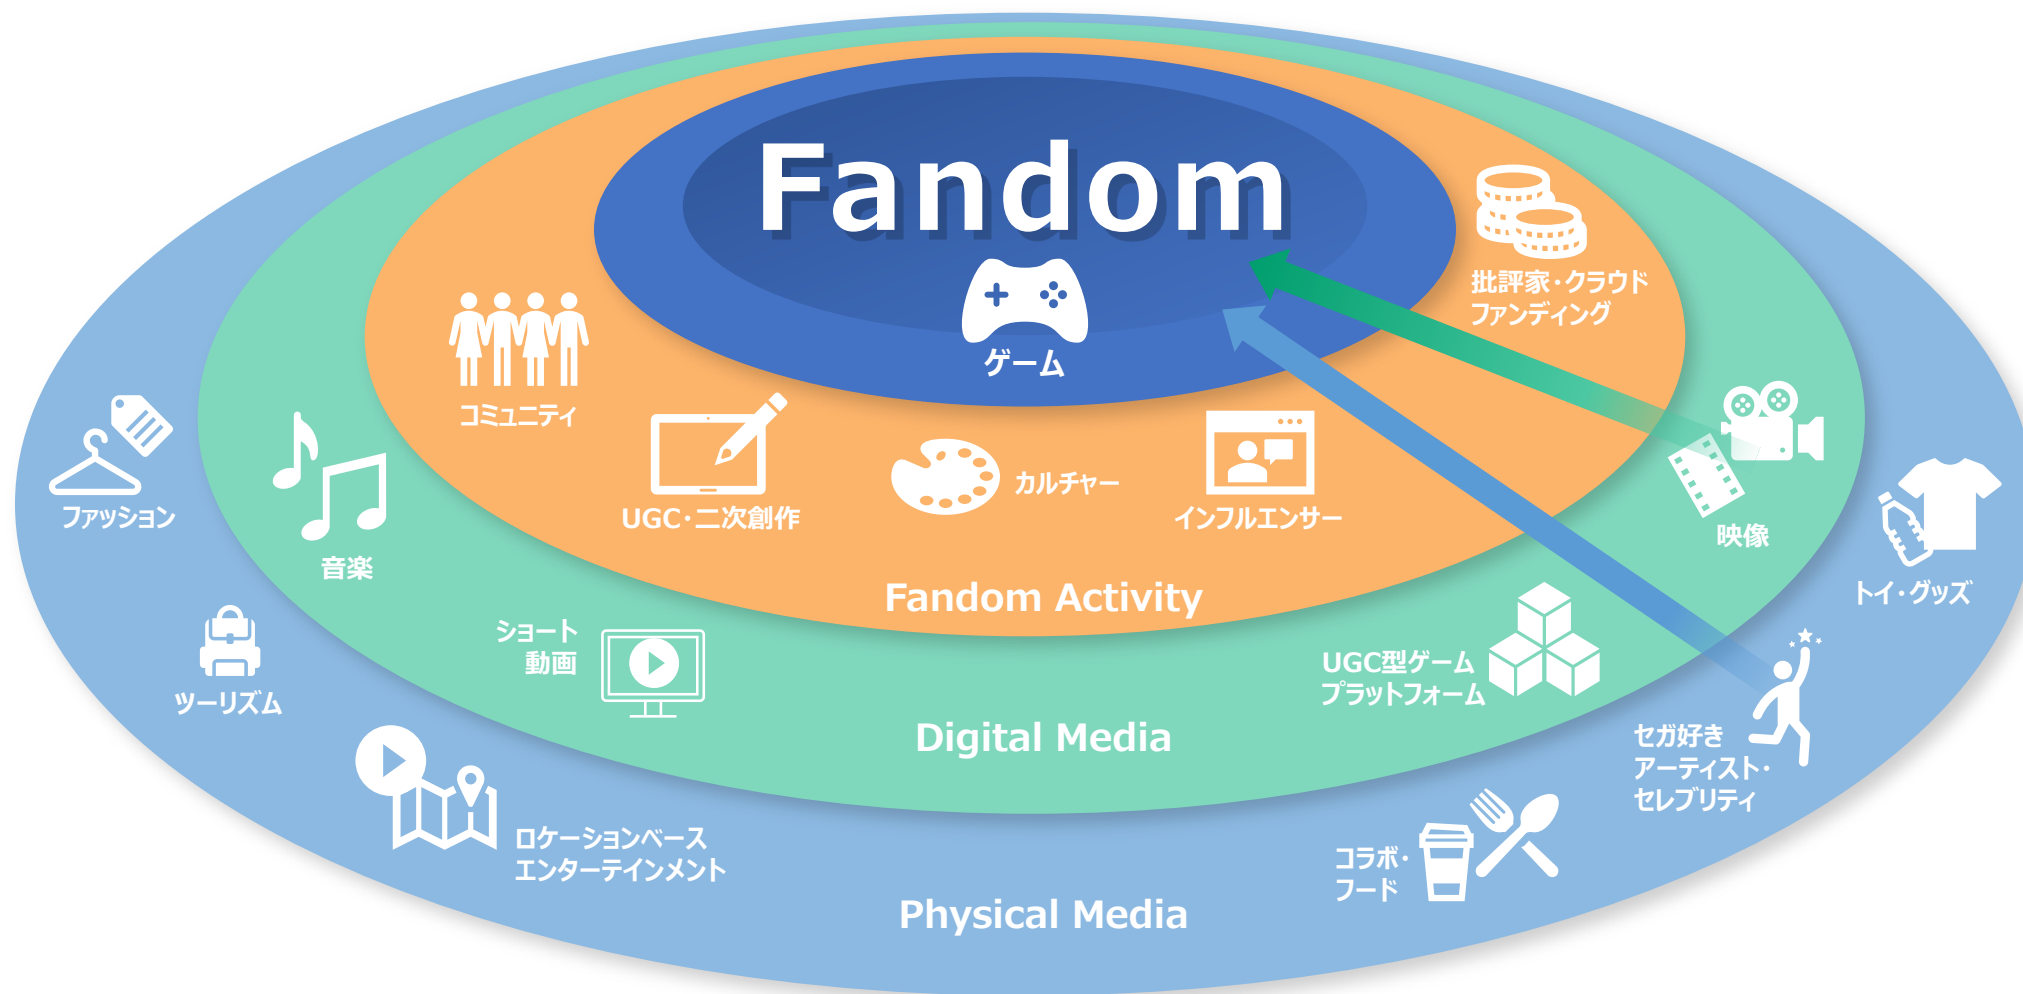 Fandom
ゲーム
批評家・クラウド
ファンディング
コミュニティ
UGC・二次創作
カルチャー
インフルエンサー
Fandom Activity
音楽
ショート
動画
UGC型ゲーム
プラットフォーム
映像
Digital Media
ファッション
ツーリズム
ロケーションベース
エンターテインメント
コラボ・
フード
セガ好き
アーティスト・
セレブリティ
トイ・グッズ
Physical Media